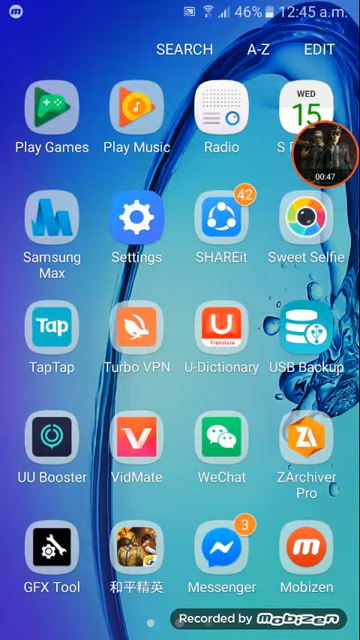 46% 12:45 a.m.
SEARCH A-Z EDIT
WED
15
Play Games Play Music Radio
00:47
42
Samsung Max Settings SHAREit Sweet Selfie
Tap
U
Translate
TapTap Turbo VPN U-Dictionary USB Backup
UU Booster VidMate WeChat ZArchiver Pro
3
GFX Tool 和平精英 Messenger Mobizen
Recorded by Mobizen